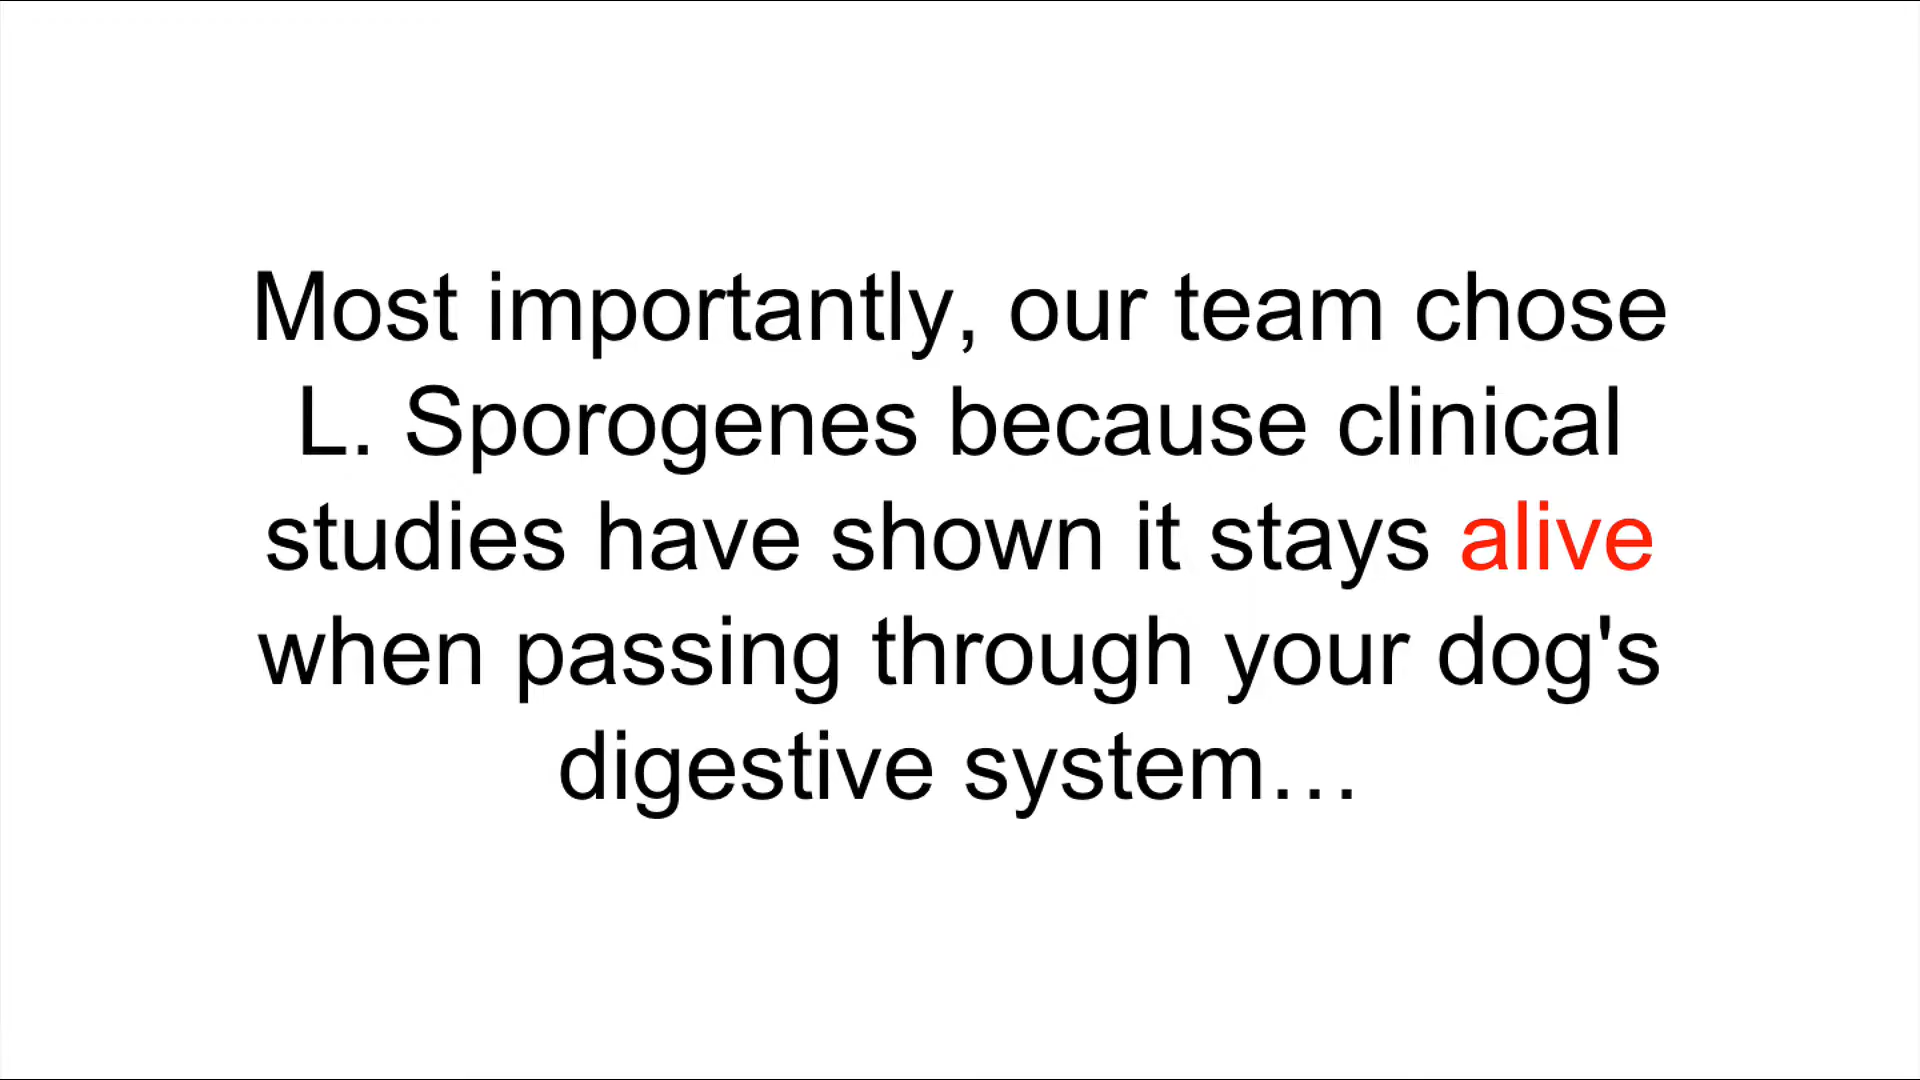 Most importantly, our team chose
L. Sporogenes because clinical
studies have shown it stays alive
when passing through your dog's
digestive system…